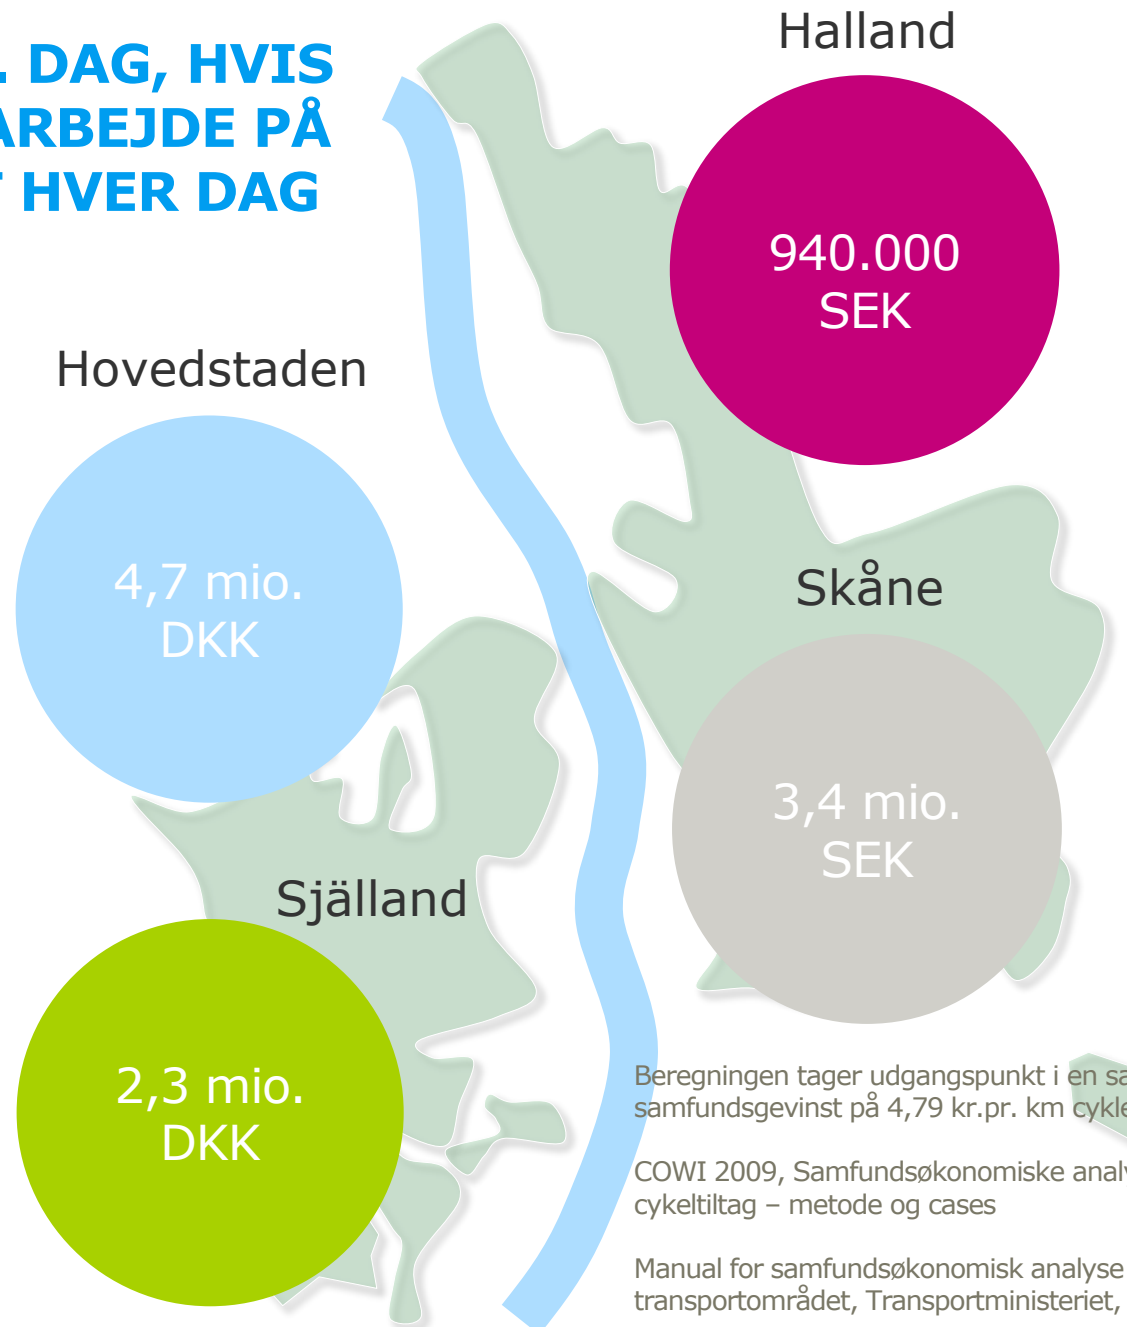 . DAG, HVIS
ARBEJDE PÅ
HVER DAG
Halland
940.000
SEK
Hovedstaden
4,7 mio.
DKK
Skåne
3,4 mio.
SEK
Själland
2,3 mio.
DKK
Beregningen tager udgangspunkt i en
samfundsgevinst på 4,79 kr.pr. km
COWI 2009, Samfundsøkonomiske
cykeltiltag – metode og cases
Manual for samfundsøkonomisk analyse
transportområdet, Transportministeriet,